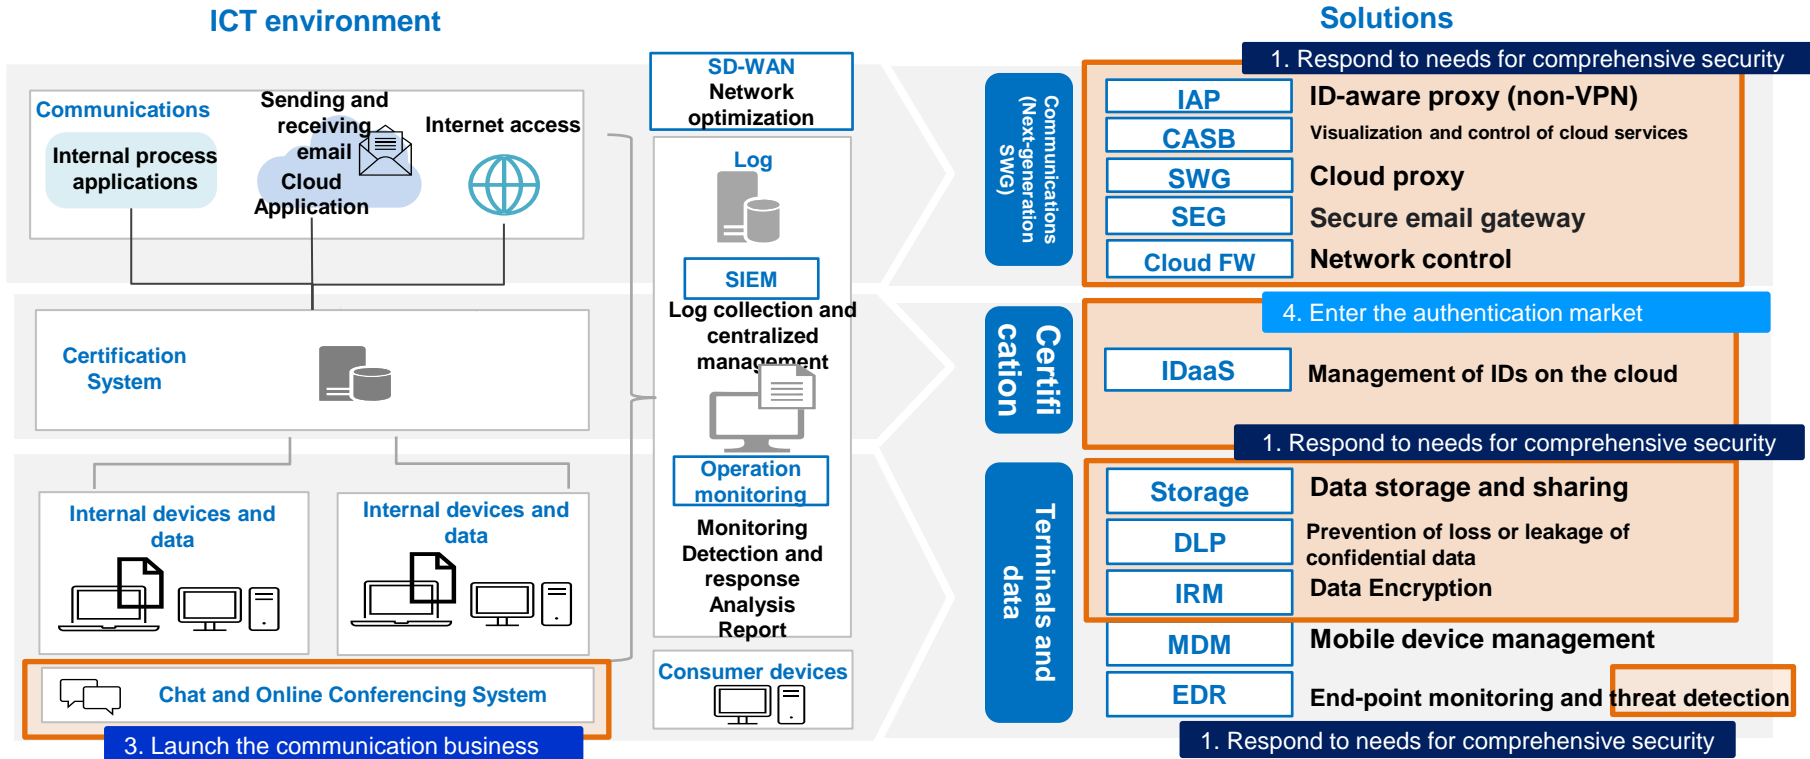 ICT environment
Solutions
Communications
Internal process
applications
Sending and
receiving
email
Cloud
Application
Internet access
Certification
System
Internal devices and
data
Internal devices and
data
Chat and Online Conferencing System
3. Launch the communication business
SD-WAN
Network
optimization
Log
SIEM
Log collection and
centralized
management
Operation
monitoring
Monitoring
Detection and
response
Analysis
Report
Consumer devices
1. Respond to needs for comprehensive security
Communications
(Next-generation
SWG)
IAP
ID-aware proxy (non-VPN)
CASB
Visualization and control of cloud services
SWG
Cloud proxy
SEG
Secure email gateway
Cloud FW
Network control
4. Enter the authentication market
Certifi
cation
IDaaS
Management of IDs on the cloud
1. Respond to needs for comprehensive security
Terminals and
data
Storage
Data storage and sharing
DLP
Prevention of loss or leakage of
confidential data
IRM
Data Encryption
MDM
Mobile device management
EDR
End-point monitoring and threat detection
1. Respond to needs for comprehensive security